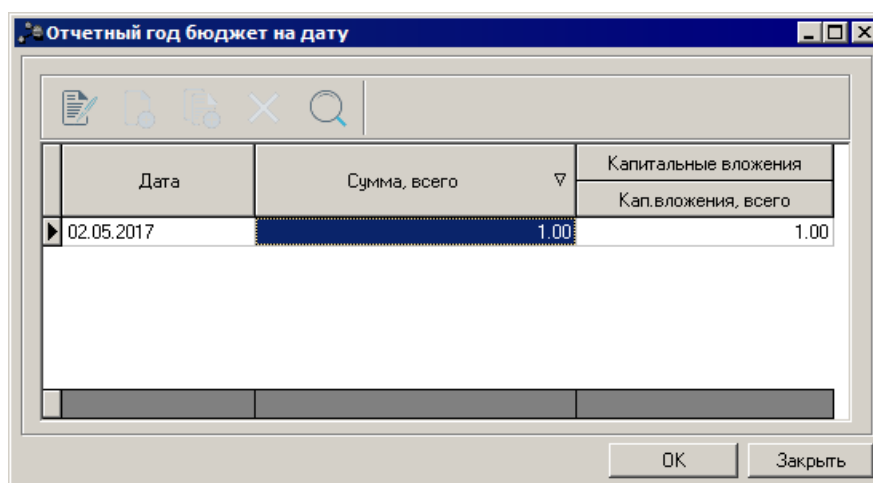 Отчетный год бюджет на дату
Дата
Сумма, всего
Капитальные вложения
Кап.вложения, всего
02.05.2017
1.00
1.00
OK
Закрыть